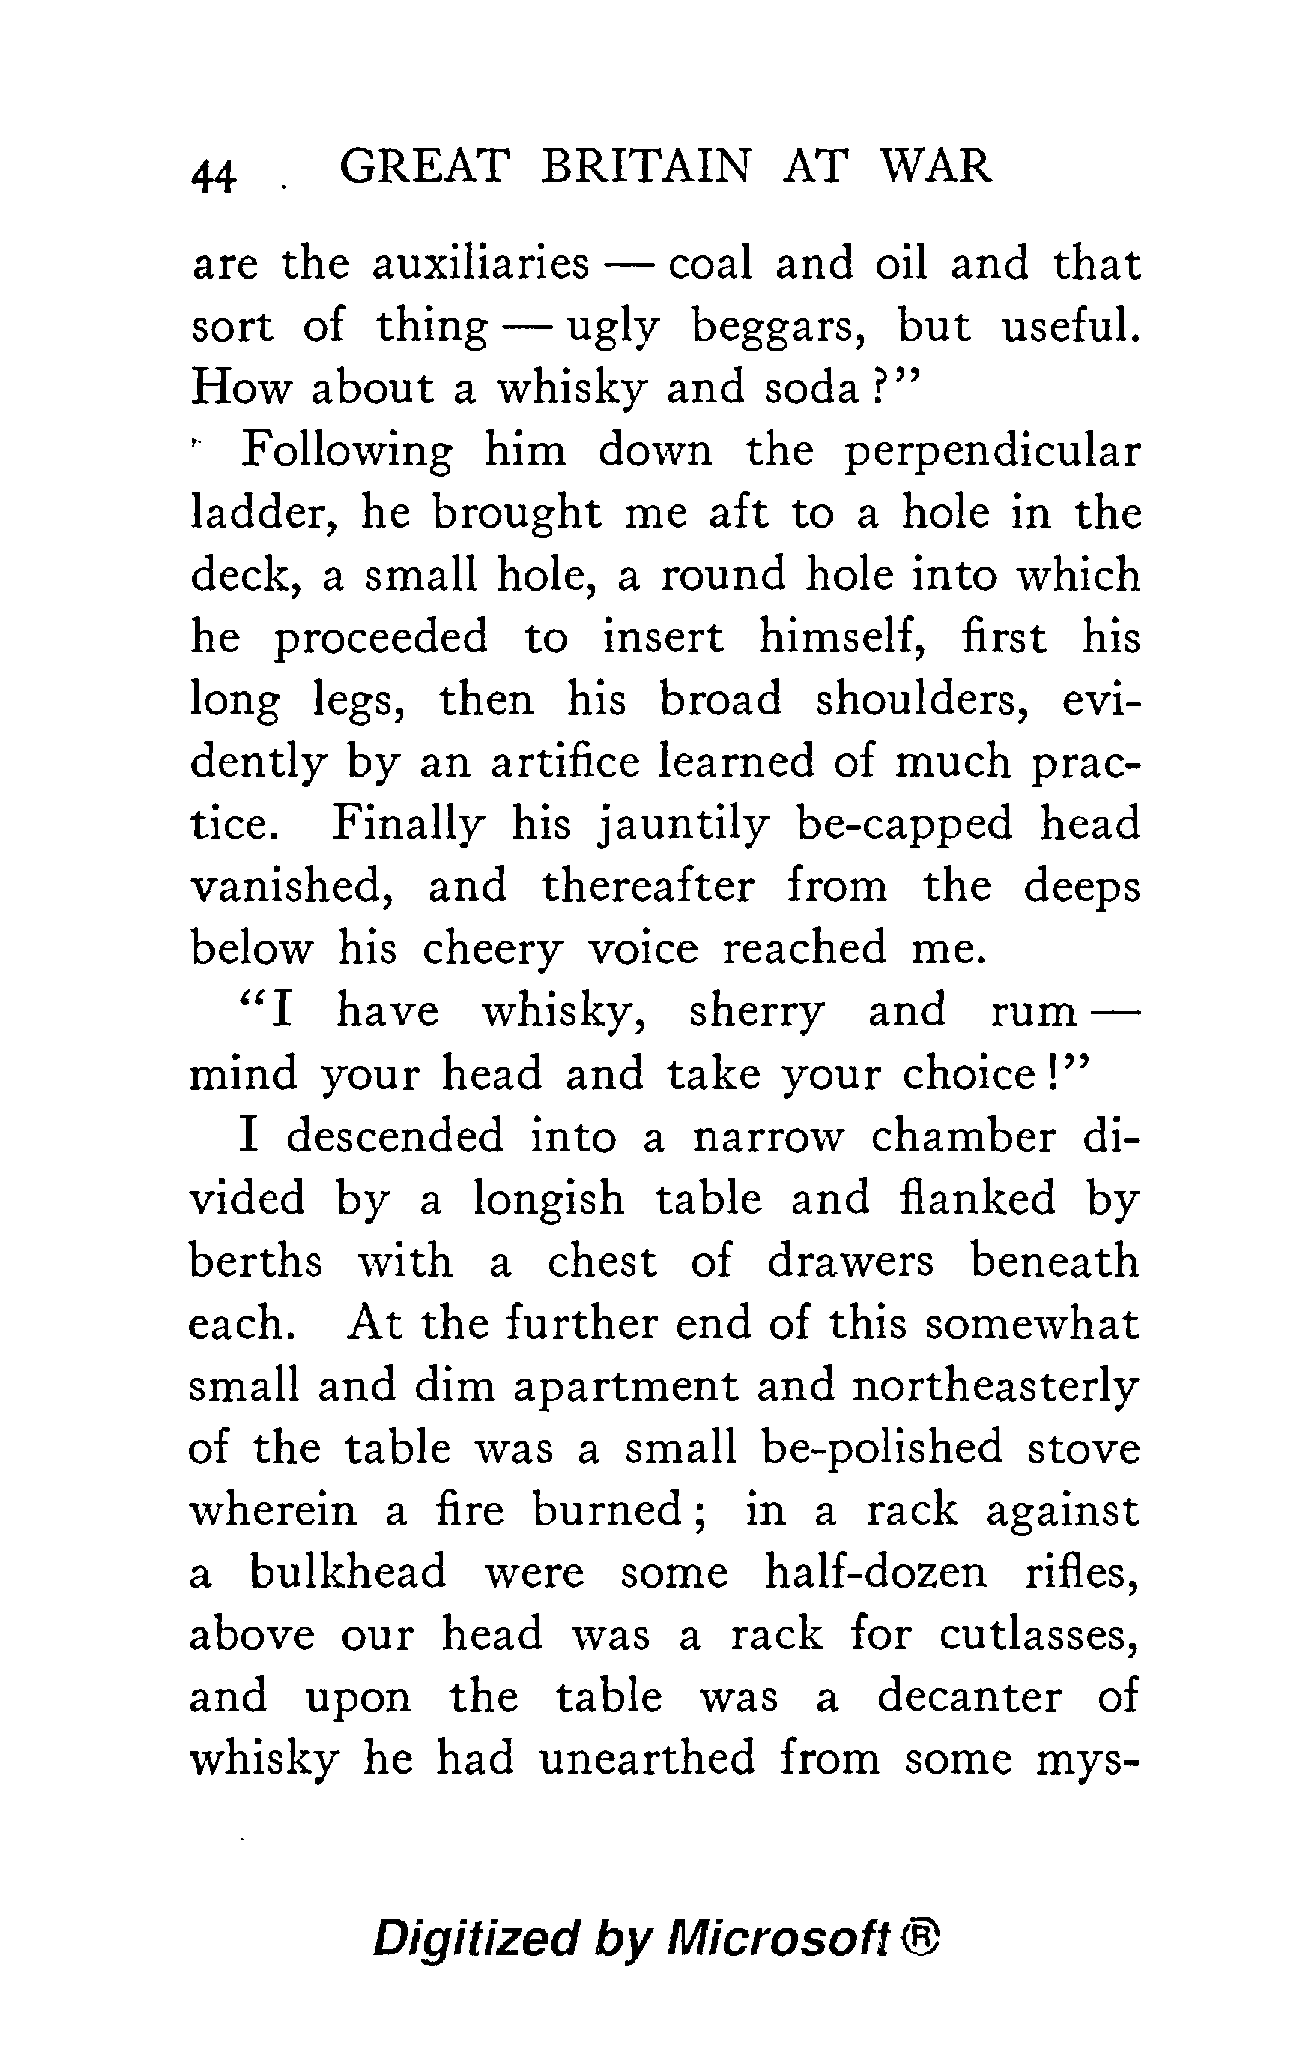 44 . GREAT BRITAIN AT WAR
are the auxiliaries — coal and oil and that
sort of thing — ugly beggars, but useful.
How about a whisky and soda?”
Following him down the perpendicular
ladder, he brought me aft to a hole in the
deck, a small hole, a round hole into which
he proceeded to insert himself, first his
long legs, then his broad shoulders, evi-
dently by an artifice learned of much prac-
tice. Finally his jauntily be-capped head
vanished, and thereafter from the deeps
below his cheery voice reached me.
“I have whisky, sherry and rum —
mind your head and take your choice!”
I descended into a narrow chamber di-
vided by a longish table and flanked by
berths with a chest of drawers beneath
each. At the further end of this somewhat
small and dim apartment and northeasterly
of the table was a small be-polished stove
wherein a fire burned; in a rack against
a bulkhead were some half-dozen rifles,
above our head was a rack for cutlasses,
and upon the table was a decanter of
whisky he had unearthed from some mys-
Digitized by Microsoft ®